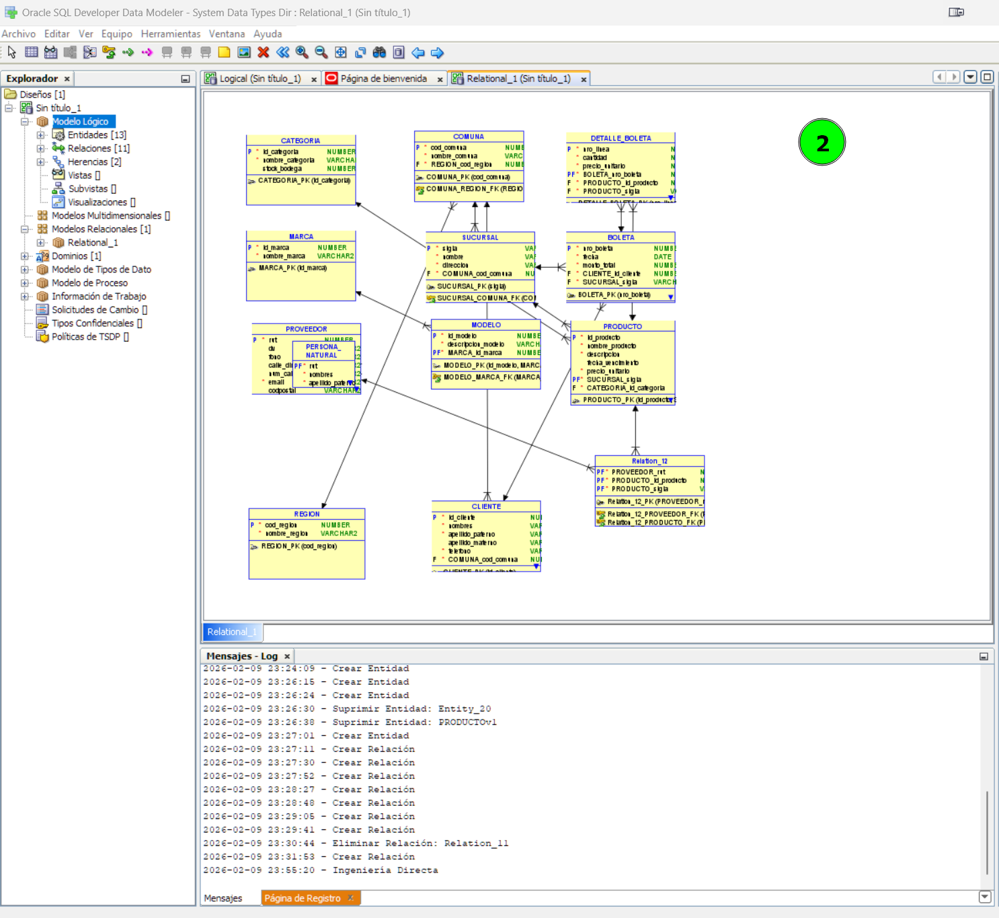 Oracle SQL Developer Data Modeler - System Data Types Dir : Relational_1 (Sin título_1)
Archivo Editar Ver Equipo Herramientas Ventana Ayuda
Explorador
Diseños [1]
Sin título_1
Modelo Lógico
Entidades [13]
Relaciones [11]
Herencias [2]
Vistas []
Subvistas []
Visualizaciones []
Modelos Multidimensionales []
Modelos Relacionales [1]
Relational_1
Dominios [1]
Modelo de Tipos de Dato
Modelo de Proceso
Información de Trabajo
Solicitudes de Cambio []
Tipos Confidenciales []
Políticas de TSDP []
Logical (Sin título_1)
Página de bienvenida
Relational_1 (Sin título_1)
2
CATEGORIA
P * id_categoria NUMBER
* nombre_categoria VARCHA
stock_bodega NUMBER
CATEGORIA_PK (id_categoria)
COMUNA
P * cod_comuna NUME
* nombre_comuna VARC
F * REGION_cod_region NUME
COMUNA_PK (cod_comuna)
COMUNA_REGION_FK (REGIO
DETALLE_BOLETA
P * nro_linea N
* cantidad N
* precio_unitario N
PF* BOLETA_nro_boleta N
F * PRODUCTO_id_producto N
F * PRODUCTO_sigla V
MARCA
P * id_marca NUMBER
* nombre_marca VARCHAR2
MARCA_PK (id_marca)
SUCURSAL
P * sigla VAF
* nombre VAF
* direccion VAF
F * COMUNA_cod_comuna NU
SUCURSAL_PK (sigla)
SUCURSAL_COMUNA_FK (COM
BOLETA
P * nro_boleta NUMB
* fecha DATE
* monto_total NUMB
F * CLIENTE_id_cliente NUMB
F * SUCURSAL_sigla VARCH
BOLETA_PK (nro_boleta)
PROVEEDOR
P * rut NUMBER
dv
fono
calle_di
num_cal
* email
codpostal VARCHAR2
PERSONA_
NATURAL
PF* rut
* nombres
* apellido_paterno
MODELO
P * id_modelo NUMBE
* descripcion_modelo VARCH
PF* MARCA_id_marca NUMBE
MODELO_PK (id_modelo, MARC
MODELO_MARCA_FK (MARCA
PRODUCTO
P * id_producto
* nombre_producto
* descripcion
fecha_vencimiento
* precio_unitario
PF* SUCURSAL_sigla
F * CATEGORIA_id_categoria
PRODUCTO_PK (id_producto
Relation_12
PF* PROVEEDOR_rut N
PF* PRODUCTO_id_producto N
PF* PRODUCTO_sigla V
Relation_12_PK (PROVEEDOR_
Relation_12_PROVEEDOR_FK (
Relation_12_PRODUCTO_FK (P
REGION
P * cod_region NUMBER
* nombre_region VARCHAR2
REGION_PK (cod_region)
CLIENTE
P * id_cliente NU
* nombres VAF
* apellido_paterno VAF
apellido_materno VAF
* telefono VAF
F * COMUNA_cod_comuna NU
Relational_1
Mensajes - Log
2026-02-09 23:24:09 - Crear Entidad
2026-02-09 23:26:15 - Crear Entidad
2026-02-09 23:26:24 - Crear Entidad
2026-02-09 23:26:30 - Suprimir Entidad: Entity_20
2026-02-09 23:26:38 - Suprimir Entidad: PRODUCTOv1
2026-02-09 23:27:01 - Crear Entidad
2026-02-09 23:27:11 - Crear Relación
2026-02-09 23:27:30 - Crear Relación
2026-02-09 23:27:52 - Crear Relación
2026-02-09 23:28:27 - Crear Relación
2026-02-09 23:28:48 - Crear Relación
2026-02-09 23:29:05 - Crear Relación
2026-02-09 23:29:41 - Crear Relación
2026-02-09 23:30:44 - Eliminar Relación: Relation_11
2026-02-09 23:31:53 - Crear Relación
2026-02-09 23:55:20 - Ingeniería Directa
Mensajes
Página de Registro